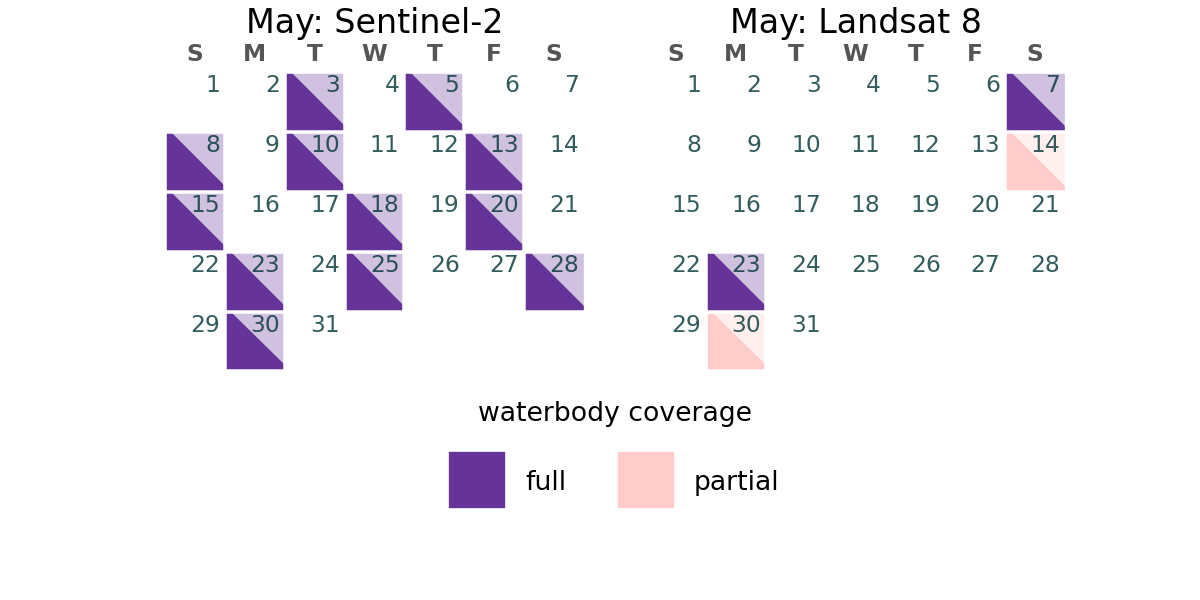 May: Sentinel-2
S M T W T F S
1 2 3 4 5 6 7
8 9 10 11 12 13 14
15 16 17 18 19 20 21
22 23 24 25 26 27 28
29 30 31
May: Landsat 8
S M T W T F S
1 2 3 4 5 6 7
8 9 10 11 12 13 14
15 16 17 18 19 20 21
22 23 24 25 26 27 28
29 30 31
waterbody coverage
full partial